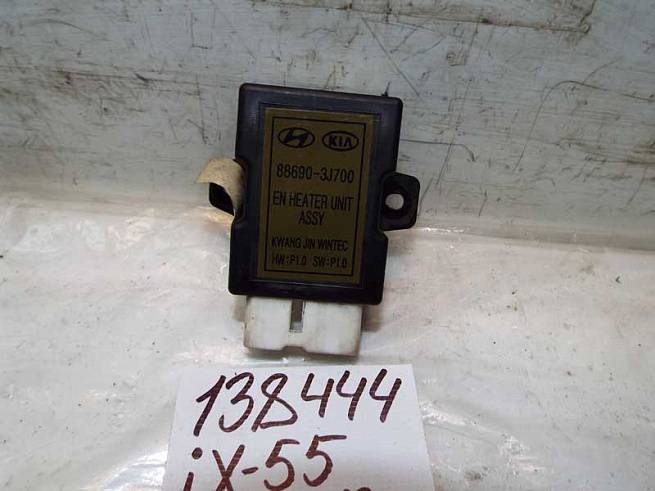 KIA
88690-3J700
EN HEATER UNIT
ASSY
KWANG JIN WINTEC
HW:P1.0 SW:P1.0
138444
iX-55